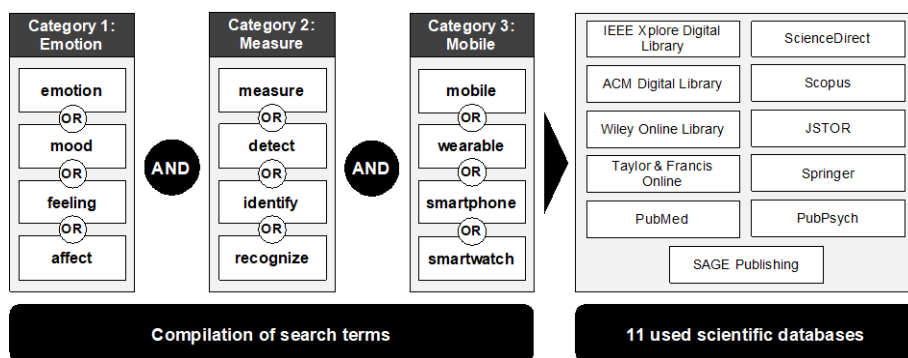 Category 1:
Emotion
emotion
OR
mood
OR
feeling
OR
affect
AND
Category 2:
Measure
measure
OR
detect
OR
identify
OR
recognize
AND
Category 3:
Mobile
mobile
OR
wearable
OR
smartphone
OR
smartwatch
Compilation of search terms
IEEE Xplore Digital
Library
ScienceDirect
ACM Digital Library
Scopus
Wiley Online Library
JSTOR
Taylor & Francis
Online
Springer
PubMed
PubPsych
SAGE Publishing
11 used scientific databases